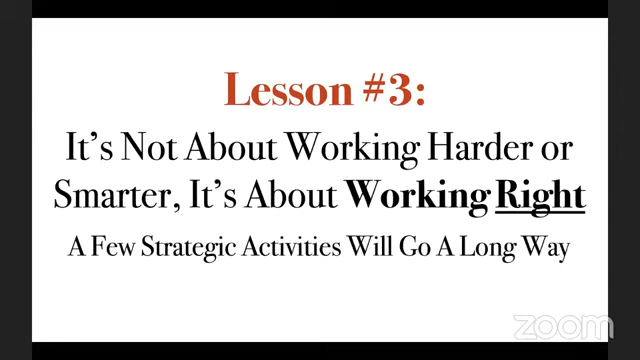 Lesson #3:
It's Not About Working Harder or
Smarter, It's About Working Right
A Few Strategic Activities Will Go A Long Way
zoom